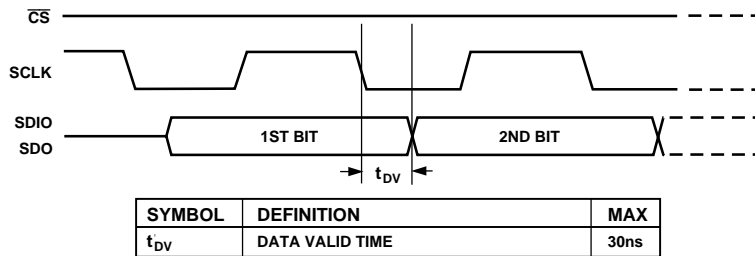 CS
SCLK
SDIO
SDO
1ST BIT
2ND BIT
tDV
SYMBOL DEFINITION MAX
tDV DATA VALID TIME 30ns